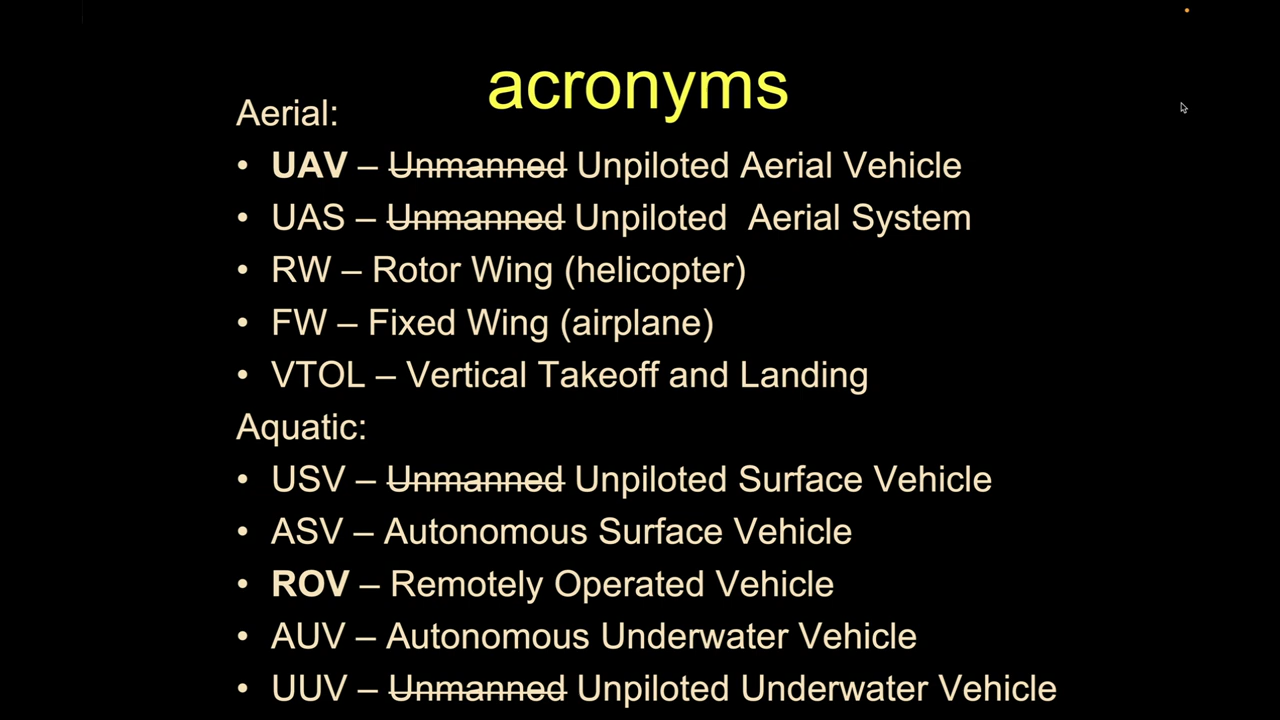 acronyms
Aerial:
• UAV – Unmanned Unpiloted Aerial Vehicle
• UAS – Unmanned Unpiloted  Aerial System
• RW – Rotor Wing (helicopter)
• FW – Fixed Wing (airplane)
• VTOL – Vertical Takeoff and Landing
Aquatic:
• USV – Unmanned Unpiloted Surface Vehicle
• ASV – Autonomous Surface Vehicle
• ROV – Remotely Operated Vehicle
• AUV – Autonomous Underwater Vehicle
• UUV – Unmanned Unpiloted Underwater Vehicle